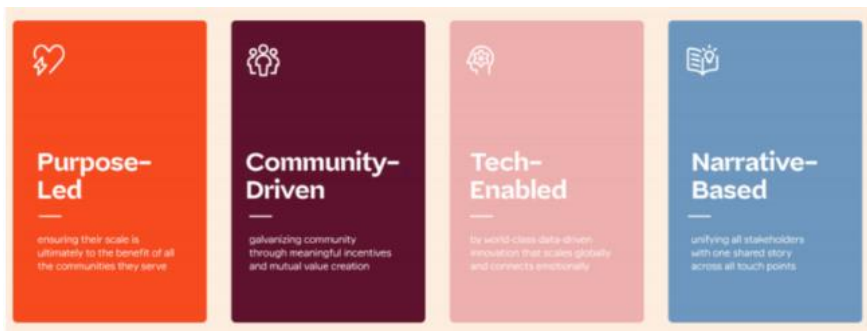 Purpose-
Led
ensuring their scale is
ultimately to the benefit of all
the communities they serve
Community-
Driven
galvanizing community
through meaningful incentives
and mutual value creation
Tech-
Enabled
by world-class data-driven
innovation that scales globally
and connects emotionally
Narrative-
Based
unifying all stakeholders
with one shared story
across all touch points